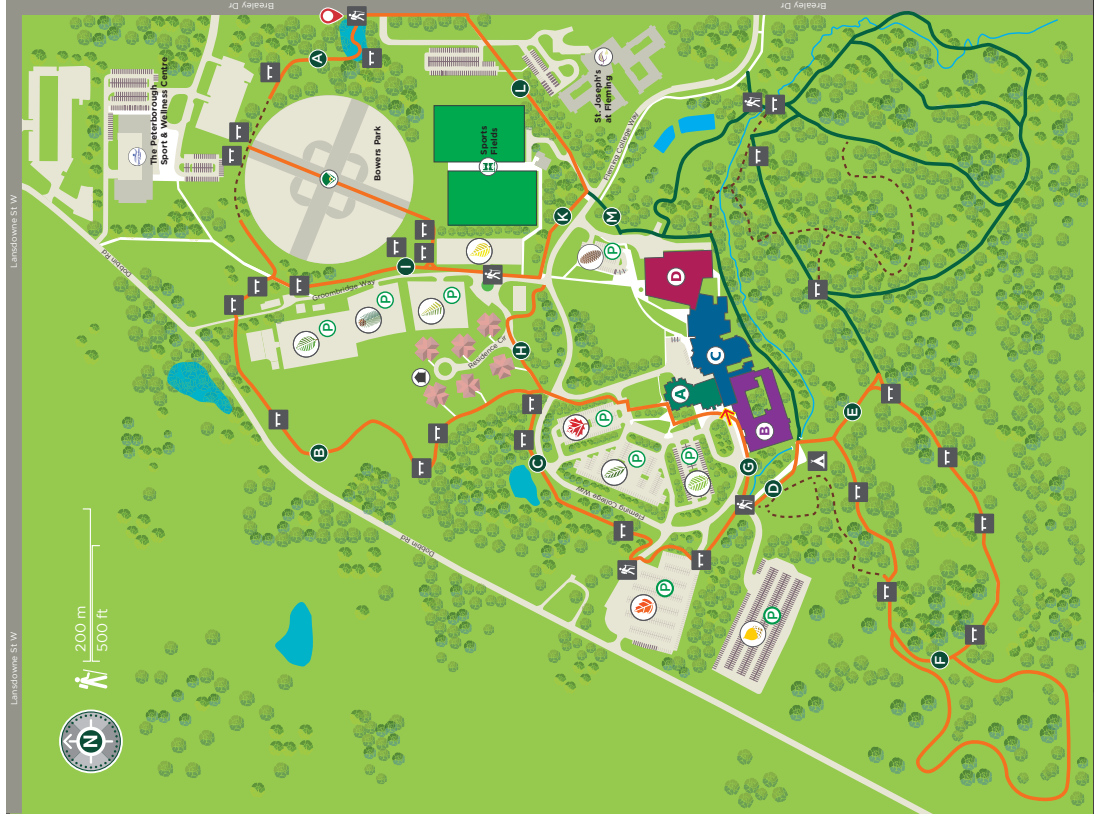 Brealey Dr
Brealey Dr
Lansdowne St W
Lansdowne St W
The Peterborough
Sport & Wellness Centre
A
L
St. Joseph's
at Fleming
Sports
Fields
Bowers Park
Fleming College Way
K
M
Dobbin Rd
I
Groombridge Way
P
P
P
P
D
Residence Cir
H
C
A
B
B
P
P
P
C
E
G
D
Fleming College Way
Dobbin Rd
P
P
F
200 m
500 ft
N